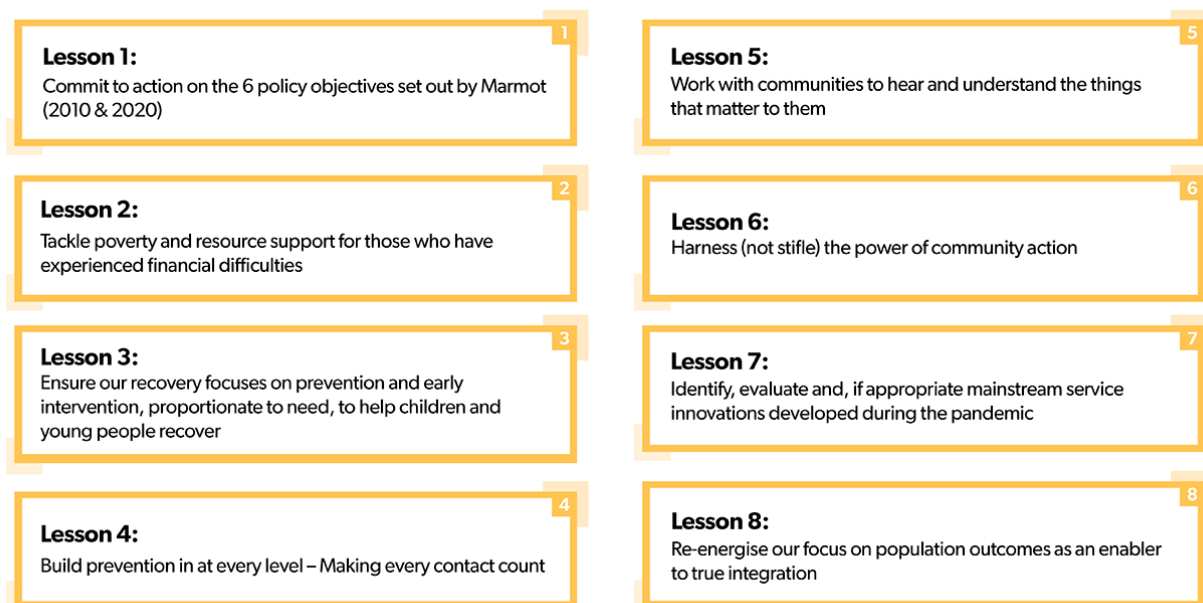 1
Lesson 1:
Commit to action on the 6 policy objectives set out by Marmot
(2010 & 2020)
2
Lesson 2:
Tackle poverty and resource support for those who have
experienced financial difficulties
3
Lesson 3:
Ensure our recovery focuses on prevention and early
intervention, proportionate to need, to help children and
young people recover
4
Lesson 4:
Build prevention in at every level – Making every contact count
5
Lesson 5:
Work with communities to hear and understand the things
that matter to them
6
Lesson 6:
Harness (not stifle) the power of community action
7
Lesson 7:
Identify, evaluate and, if appropriate mainstream service
innovations developed during the pandemic
8
Lesson 8:
Re-energise our focus on population outcomes as an enabler
to true integration